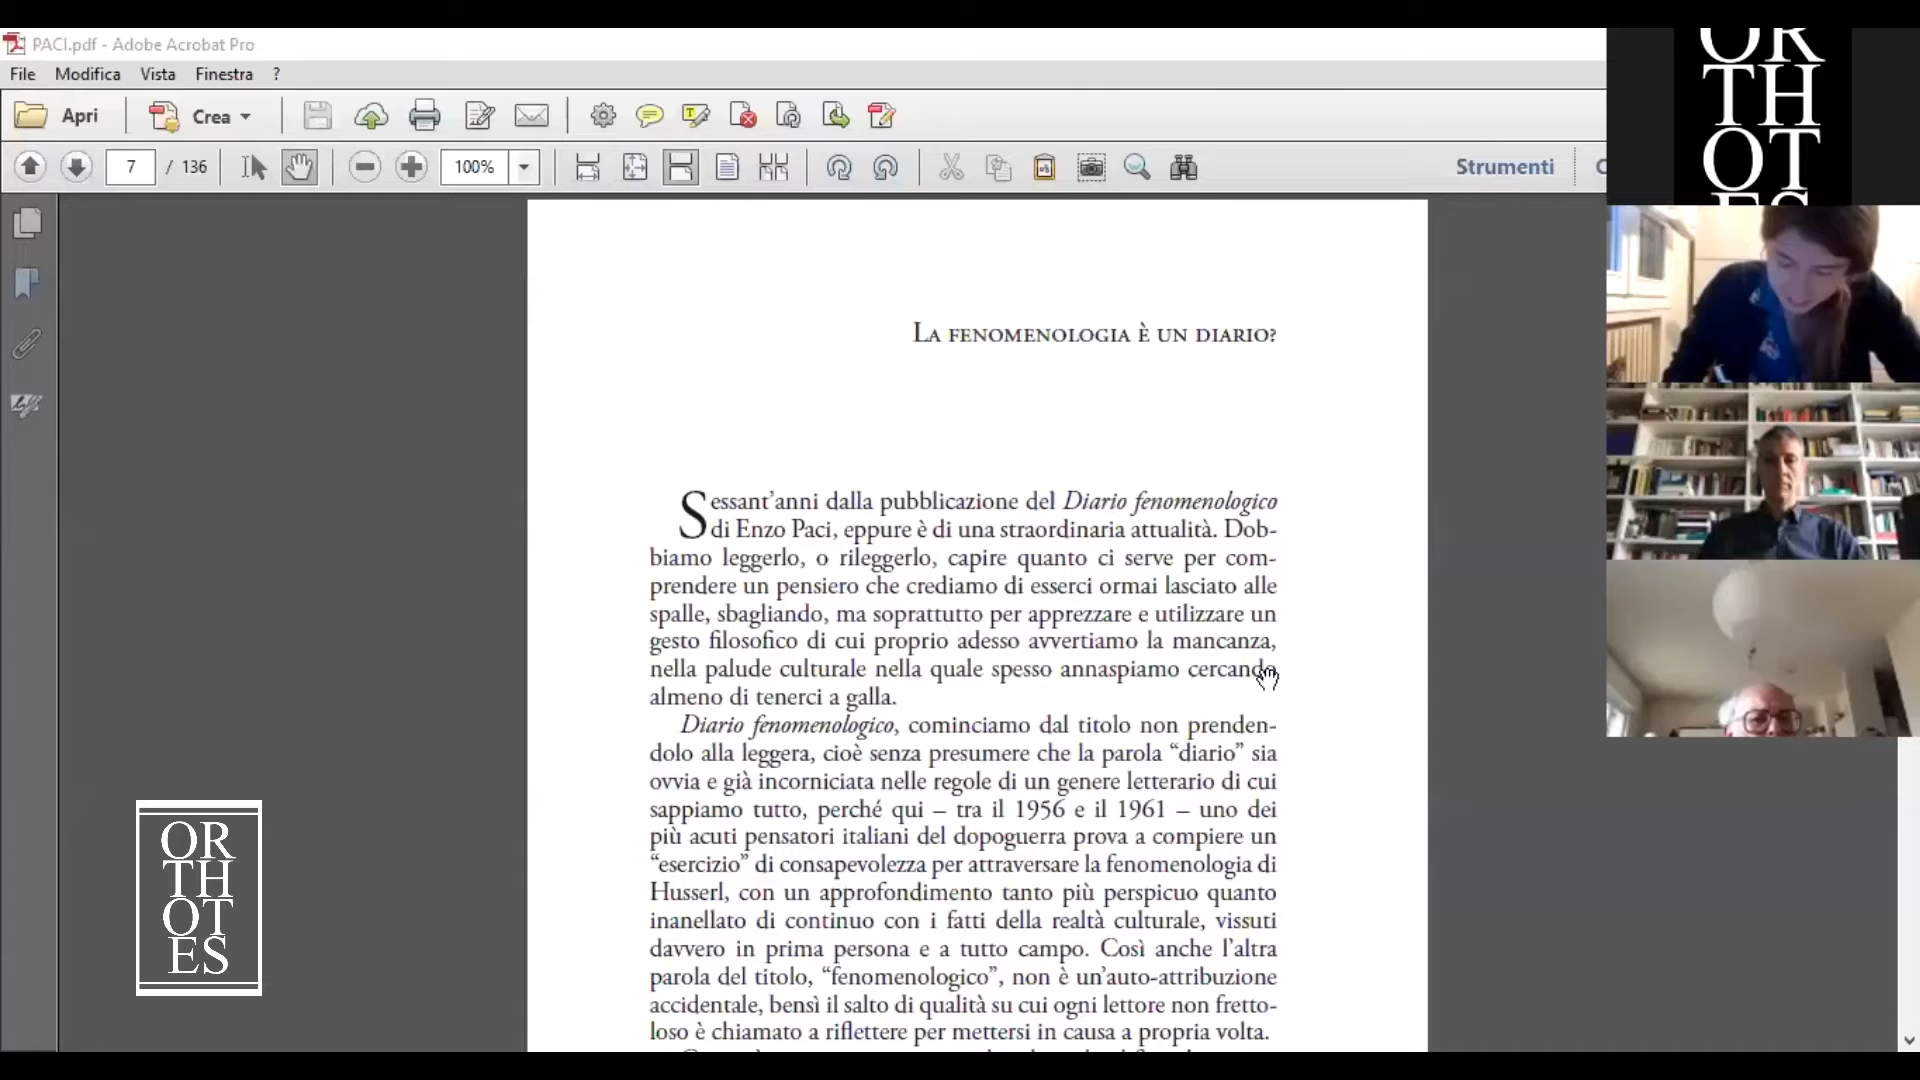 PACI.pdf - Adobe Acrobat Pro
File Modifica Vista Finestra ?
Apri Crea
7 / 136 100% Strumenti
OR
TH
OT
ES
LA FENOMENOLOGIA È UN DIARIO?
Sessant’anni dalla pubblicazione del Diario fenomenologico
di Enzo Paci, eppure è di una straordinaria attualità. Dob-
biamo leggerlo, o rileggerlo, capire quanto ci serve per com-
prendere un pensiero che crediamo di esserci ormai lasciato alle
spalle, sbagliando, ma soprattutto per apprezzare e utilizzare un
gesto filosofico di cui proprio adesso avvertiamo la mancanza,
nella palude culturale nella quale spesso annaspiamo cercando
almeno di tenerci a galla.
Diario fenomenologico, cominciamo dal titolo non prenden-
dolo alla leggera, cioè senza presumere che la parola “diario” sia
ovvia e già incorniciata nelle regole di un genere letterario di cui
sappiamo tutto, perché qui – tra il 1956 e il 1961 – uno dei
più acuti pensatori italiani del dopoguerra prova a compiere un
“esercizio” di consapevolezza per attraversare la fenomenologia di
Husserl, con un approfondimento tanto più perspicuo quanto
inanellato di continuo con i fatti della realtà culturale, vissuti
davvero in prima persona e a tutto campo. Così anche l’altra
parola del titolo, “fenomenologico”, non è un’auto-attribuzione
accidentale, bensì il salto di qualità su cui ogni lettore non fretto-
loso è chiamato a riflettere per mettersi in causa a propria volta.
OR
TH
OT
ES